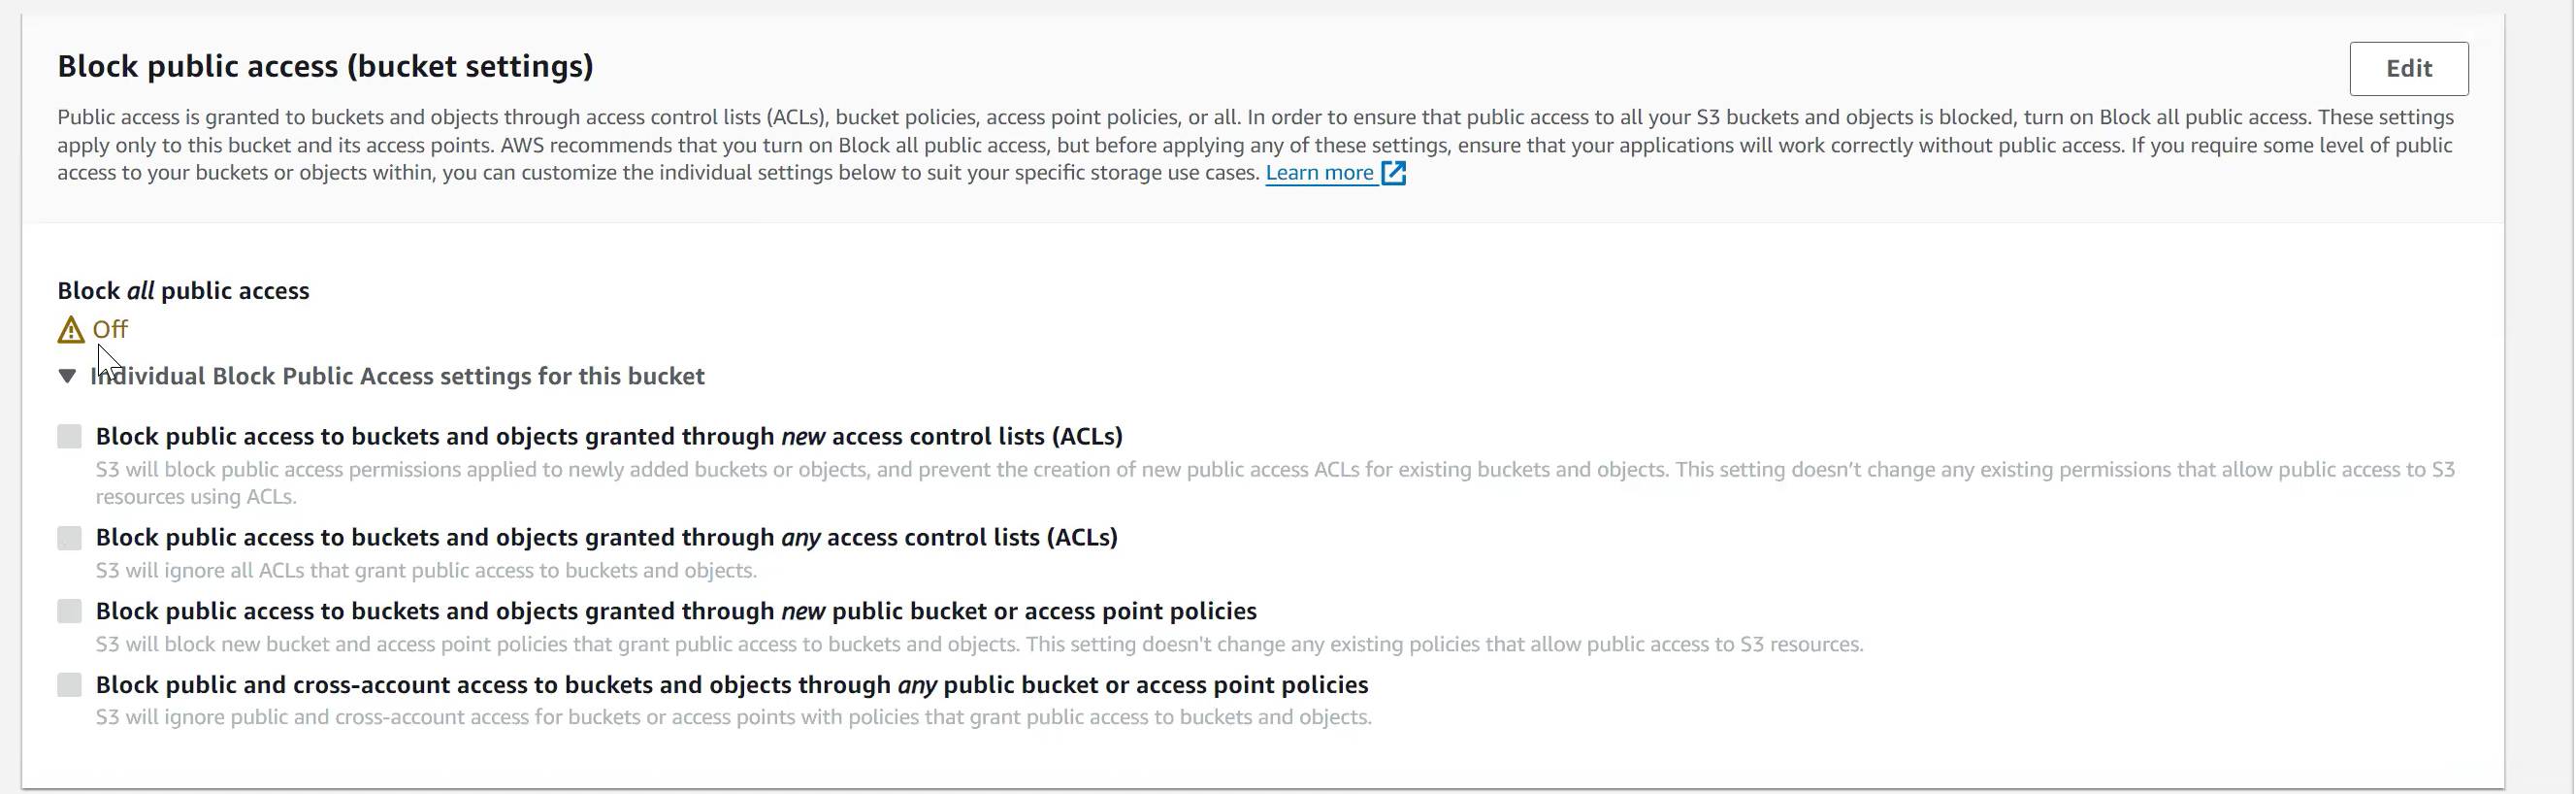 Block public access (bucket settings)
Edit
Public access is granted to buckets and objects through access control lists (ACLs), bucket policies, access point policies, or all. In order to ensure that public access to all your S3 buckets and objects is blocked, turn on Block all public access. These settings
apply only to this bucket and its access points. AWS recommends that you turn on Block all public access, but before applying any of these settings, ensure that your applications will work correctly without public access. If you require some level of public
access to your buckets or objects within, you can customize the individual settings below to suit your specific storage use cases. Learn more
Block all public access
Off
Individual Block Public Access settings for this bucket
Block public access to buckets and objects granted through new access control lists (ACLs)
S3 will block public access permissions applied to newly added buckets or objects, and prevent the creation of new public access ACLs for existing buckets and objects. This setting doesn’t change any existing permissions that allow public access to S3
resources using ACLs.
Block public access to buckets and objects granted through any access control lists (ACLs)
S3 will ignore all ACLs that grant public access to buckets and objects.
Block public access to buckets and objects granted through new public bucket or access point policies
S3 will block new bucket and access point policies that grant public access to buckets and objects. This setting doesn't change any existing policies that allow public access to S3 resources.
Block public and cross-account access to buckets and objects through any public bucket or access point policies
S3 will ignore public and cross-account access for buckets or access points with policies that grant public access to buckets and objects.